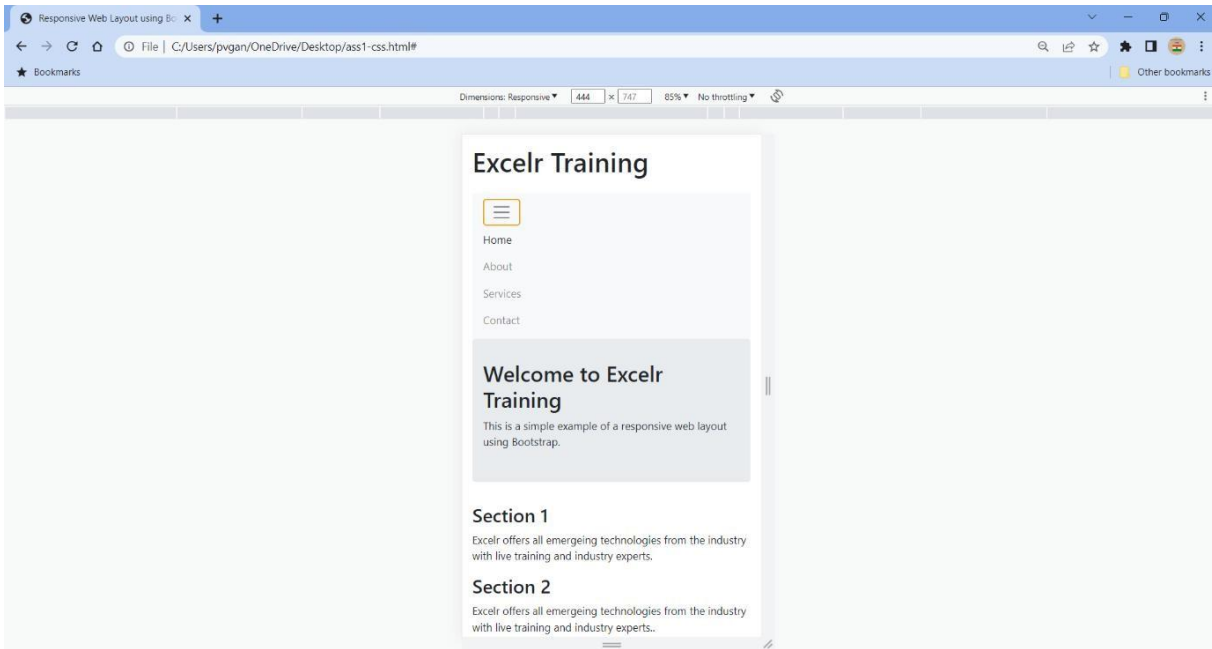 Responsive Web Layout using Bo
File | C:/Users/pvgan/OneDrive/Desktop/ass1-css.html#
Bookmarks
Other bookmarks
Dimensions: Responsive 444 × 747 85% No throttling
Excelr Training
Home
About
Services
Contact
Welcome to Excelr
Training
This is a simple example of a responsive web layout
using Bootstrap.
Section 1
Excelr offers all emergeing technologies from the industry
with live training and industry experts.
Section 2
Excelr offers all emergeing technologies from the industry
with live training and industry experts..